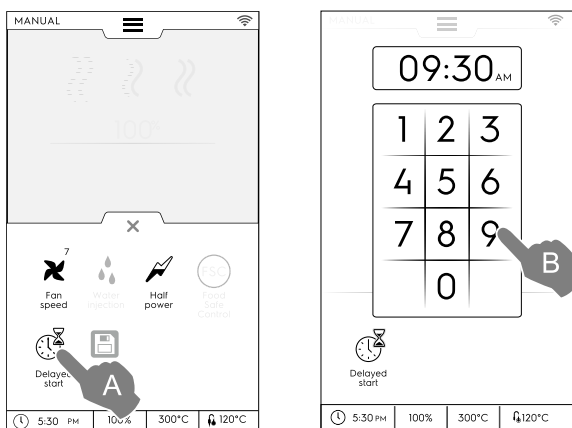 MANUAL
100°
7
Fan
speed
Water
injection
Half
power
FSC
Food
Safe
Control
Delayed
start
A
5:30 PM 100% 300°C 120°C
MANUAL
09:30 AM
1 2 3
4 5 6
7 8 9
0
B
Delayed
start
5:30 PM 100% 300°C 120°C